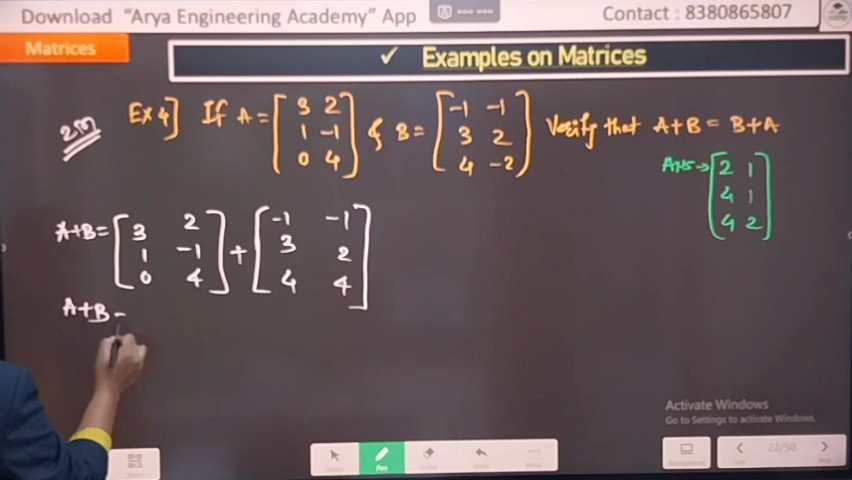 Download "Arya Engineering Academy" App
Contact : 8380865807
Matrices
✓ Examples on Matrices
2M
Ex 4] If A = [ 3 2 & B = [ -1 -1 Verify that A+B = B+A
1 -1 3 2
0 4 ] 4 -2 ]
Ans → [ 2 1
4 1
4 2 ]
A+B = [ 3 2 + [ -1 -1
1 -1 3 2
0 4 ] 4 4 ]
A+B =
Activate Windows
Go to Settings to activate Windows.
Pen
22/50